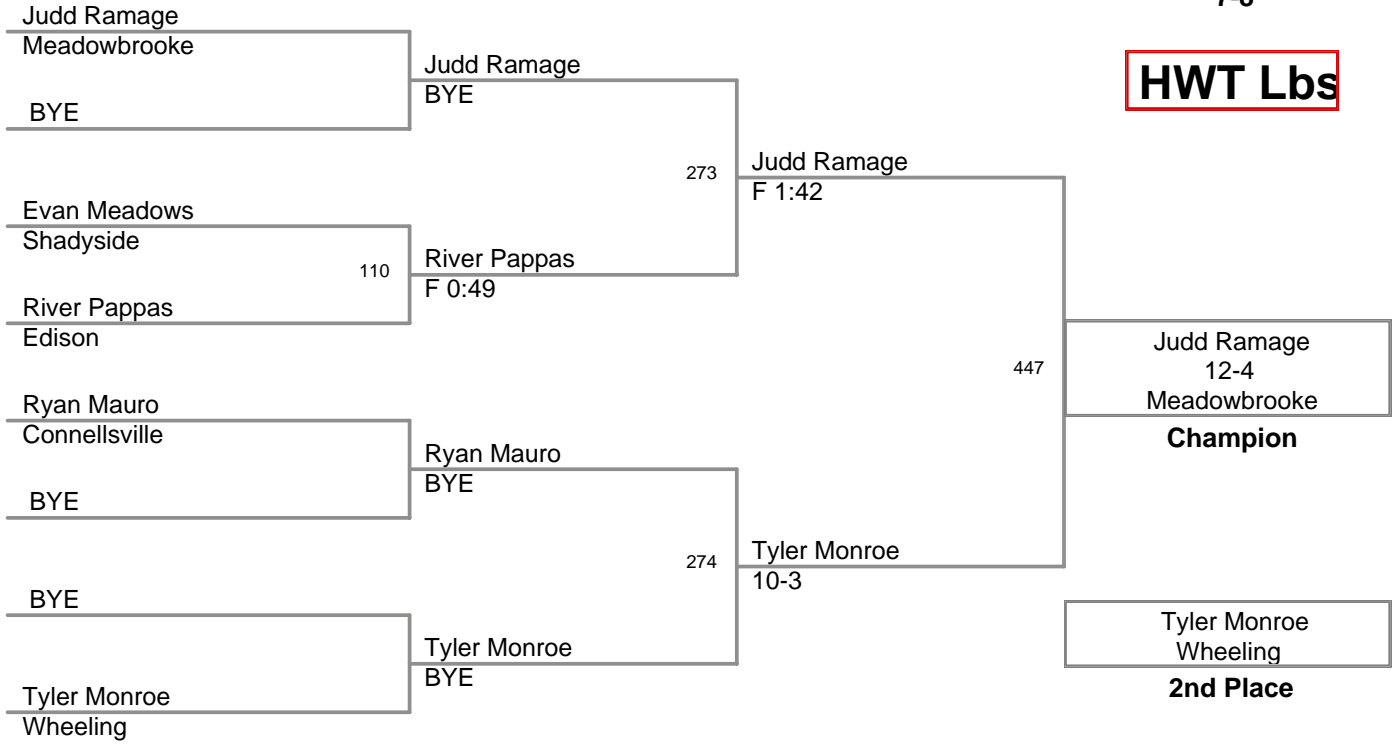 Judd Ramage
Meadowbrooke
BYE
Evan Meadows
Shadyside
110
River Pappas
Edison
Ryan Mauro
Connellsville
BYE
BYE
Tyler Monroe
Wheeling
Judd Ramage
BYE
273
River Pappas
F 0:49
Ryan Mauro
BYE
274
Tyler Monroe
BYE
Judd Ramage
F 1:42
447
Tyler Monroe
10-3
HWT Lbs
Judd Ramage
12-4
Meadowbrooke
Champion
Tyler Monroe
Wheeling
2nd Place